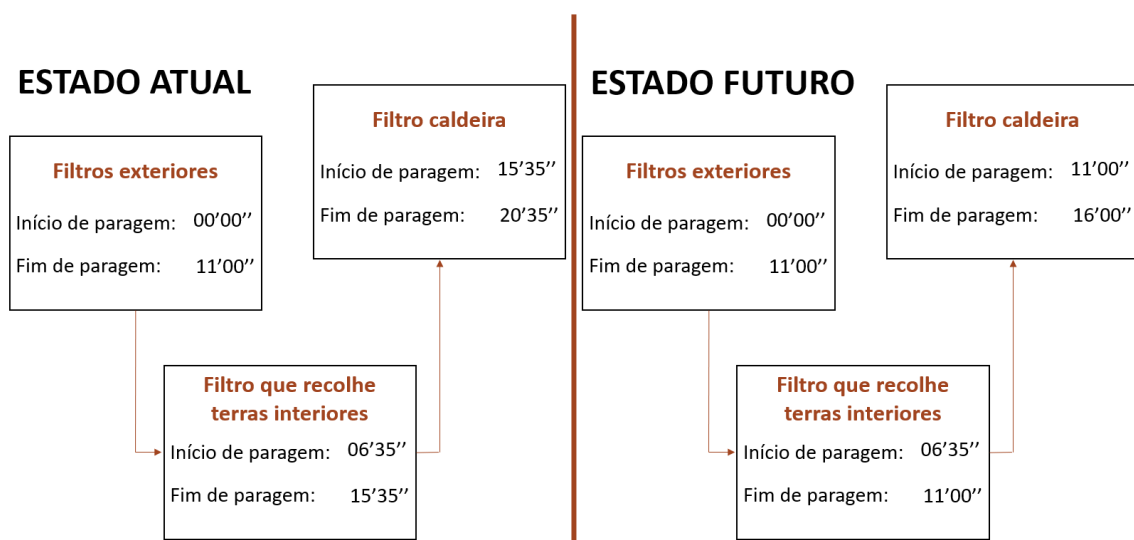 ESTADO ATUAL
Filtros exteriores
Início de paragem: 00’00’’
Fim de paragem: 11’00’’
Filtro que recolhe
terras interiores
Início de paragem: 06’35’’
Fim de paragem: 15’35’’
Filtro caldeira
Início de paragem: 15’35’’
Fim de paragem: 20’35’’
ESTADO FUTURO
Filtros exteriores
Início de paragem: 00’00’’
Fim de paragem: 11’00’’
Filtro que recolhe
terras interiores
Início de paragem: 06’35’’
Fim de paragem: 11’00’’
Filtro caldeira
Início de paragem: 11’00’’
Fim de paragem: 16’00’’